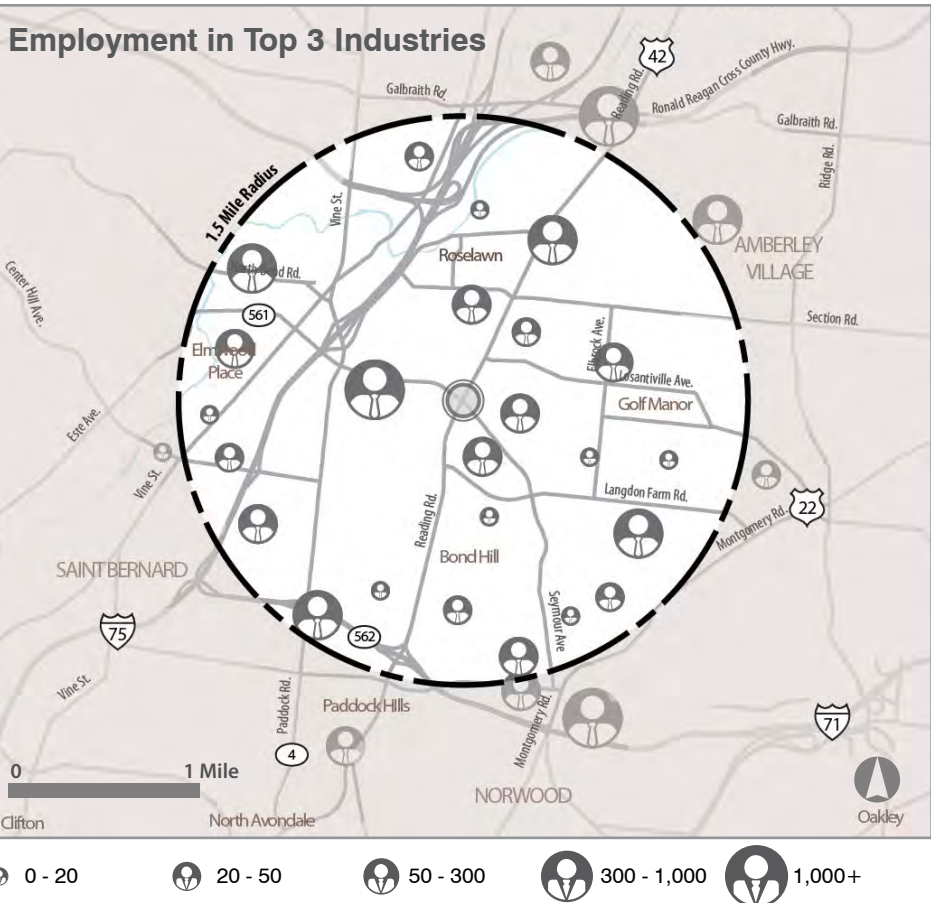 Employment in Top 3 Industries
42
Reading Rd.
Ronald Reagan Cross County Hwy.
Galbraith Rd.
Galbraith Rd.
Ridge Rd.
1.5 Mile Radius
Vine St.
AMBERLEY
VILLAGE
Roselawn
North Bend Rd.
Center Hill Ave.
561
Section Rd.
Elmwood
Place
Losantiville Ave.
Golf Manor
Este Ave.
Vine St.
Langdon Farm Rd.
22
Montgomery Rd.
Reading Rd.
Bond Hill
SAINT BERNARD
75
562
Seymour Ave.
Vine St.
Paddock Rd.
Paddock HIlls
Montgomery Rd.
71
4
0
1 Mile
NORWOOD
Clifton
North Avondale
Oakley
0 - 20
20 - 50
50 - 300
300 - 1,000
1,000+